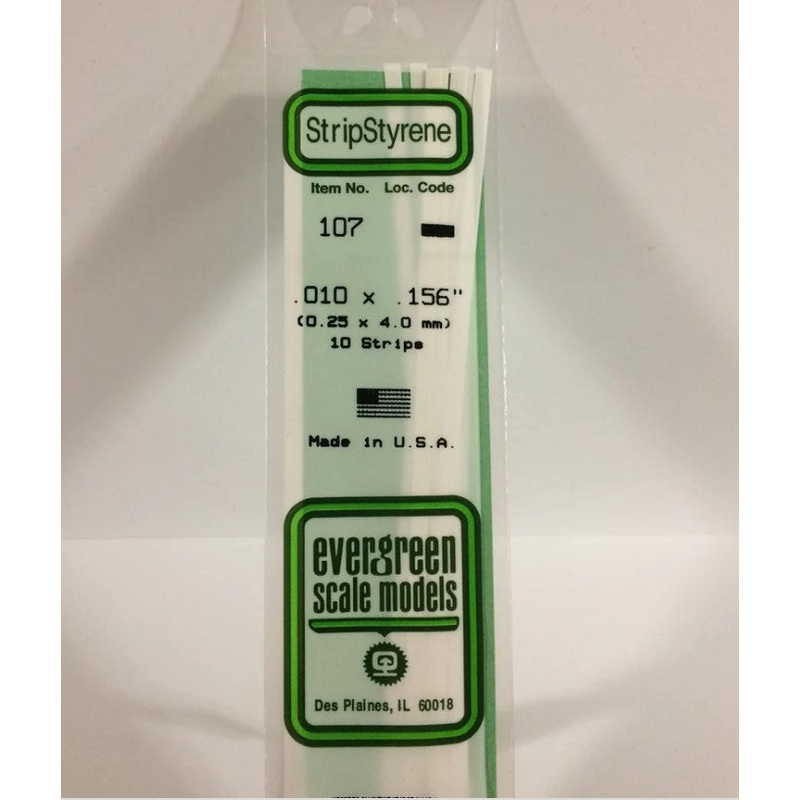 StripStyrene
Item No. Loc. Code
107
.010 x .156"
(0.25 x 4.0 mm)
10 Strips
Made in U.S.A.
evergreen
scale models
Des Plaines, IL 60018